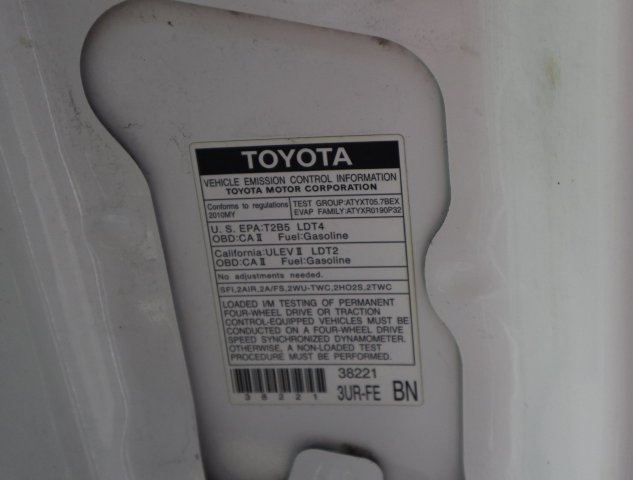 TOYOTA
VEHICLE EMISSION CONTROL INFORMATION
TOYOTA MOTOR CORPORATION
Conforms to regulations
2010MY
TEST GROUP:ATYXT05.7BEX
EVAP FAMILY:ATYXR0190P32
U. S. EPA:T2B5 LDT4
OBD:CA II Fuel:Gasoline
California:ULEV II LDT2
OBD:CA II Fuel:Gasoline
No adjustments needed.
SFI,2AIR,2A/FS,2WU-TWC,2HO2S,2TWC
LOADED I/M TESTING OF PERMANENT
FOUR-WHEEL DRIVE OR TRACTION
CONTROL-EQUIPPED VEHICLES MUST BE
CONDUCTED ON A FOUR-WHEEL DRIVE
SPEED SYNCHRONIZED DYNAMOMETER.
OTHERWISE, A NON-LOADED TEST
PROCEDURE MUST BE PERFORMED.
38221
38221
3UR-FE BN